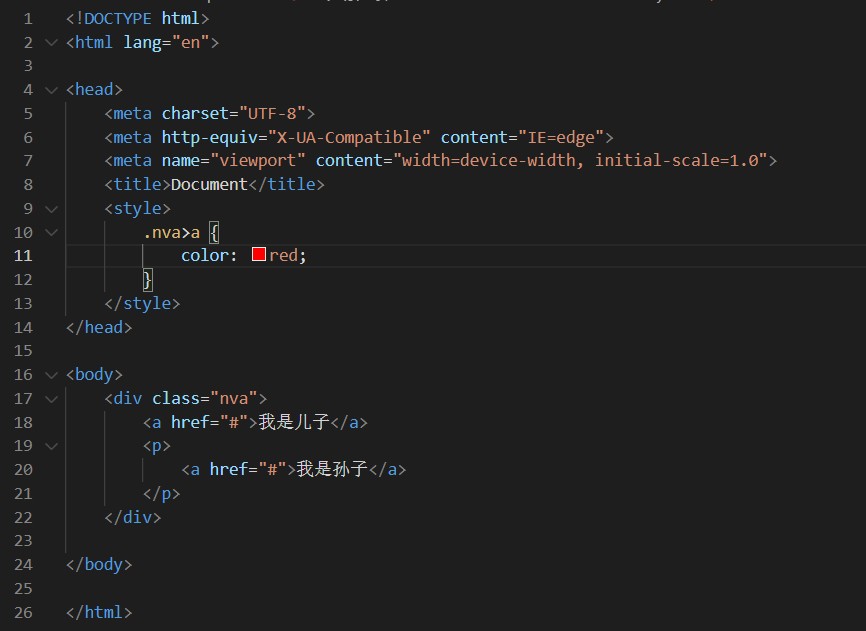 1 <!DOCTYPE html>
2 <html lang="en">
3
4 <head>
5     <meta charset="UTF-8">
6     <meta http-equiv="X-UA-Compatible" content="IE=edge">
7     <meta name="viewport" content="width=device-width, initial-scale=1.0">
8     <title>Document</title>
9     <style>
10         .nva>a {
11             color: red;
12         }
13     </style>
14 </head>
15
16 <body>
17     <div class="nva">
18         <a href="#">我是儿子</a>
19         <p>
20             <a href="#">我是孙子</a>
21         </p>
22     </div>
23
24 </body>
25
26 </html>